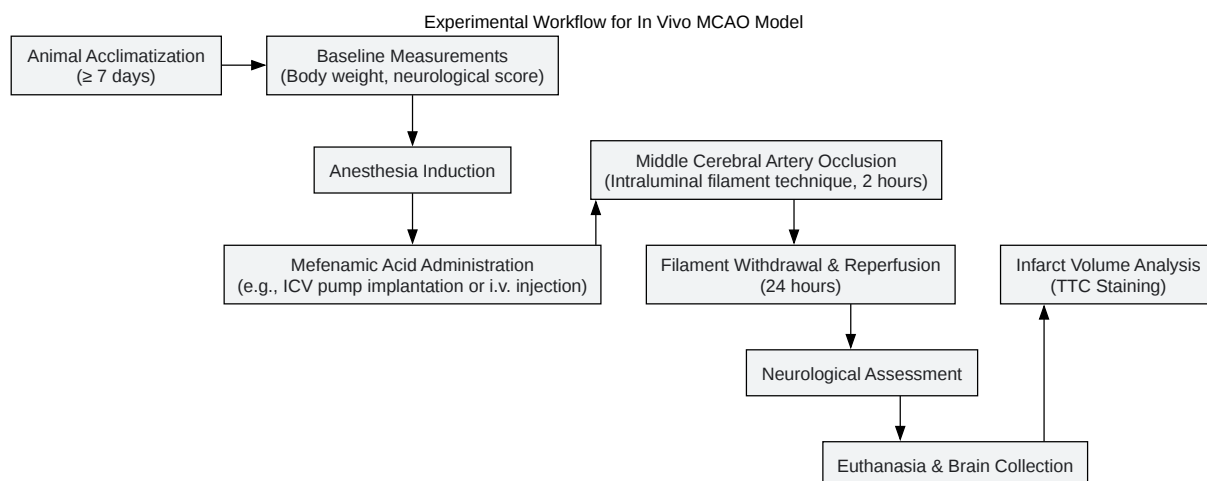 Experimental Workflow for In Vivo MCAO Model
Animal Acclimatization
(≥ 7 days)
Baseline Measurements
(Body weight, neurological score)
Anesthesia Induction
Mefenamic Acid Administration
(e.g., ICV pump implantation or i.v. injection)
Middle Cerebral Artery Occlusion
(Intraluminal filament technique, 2 hours)
Filament Withdrawal & Reperfusion
(24 hours)
Neurological Assessment
Euthanasia & Brain Collection
Infarct Volume Analysis
(TTC Staining)